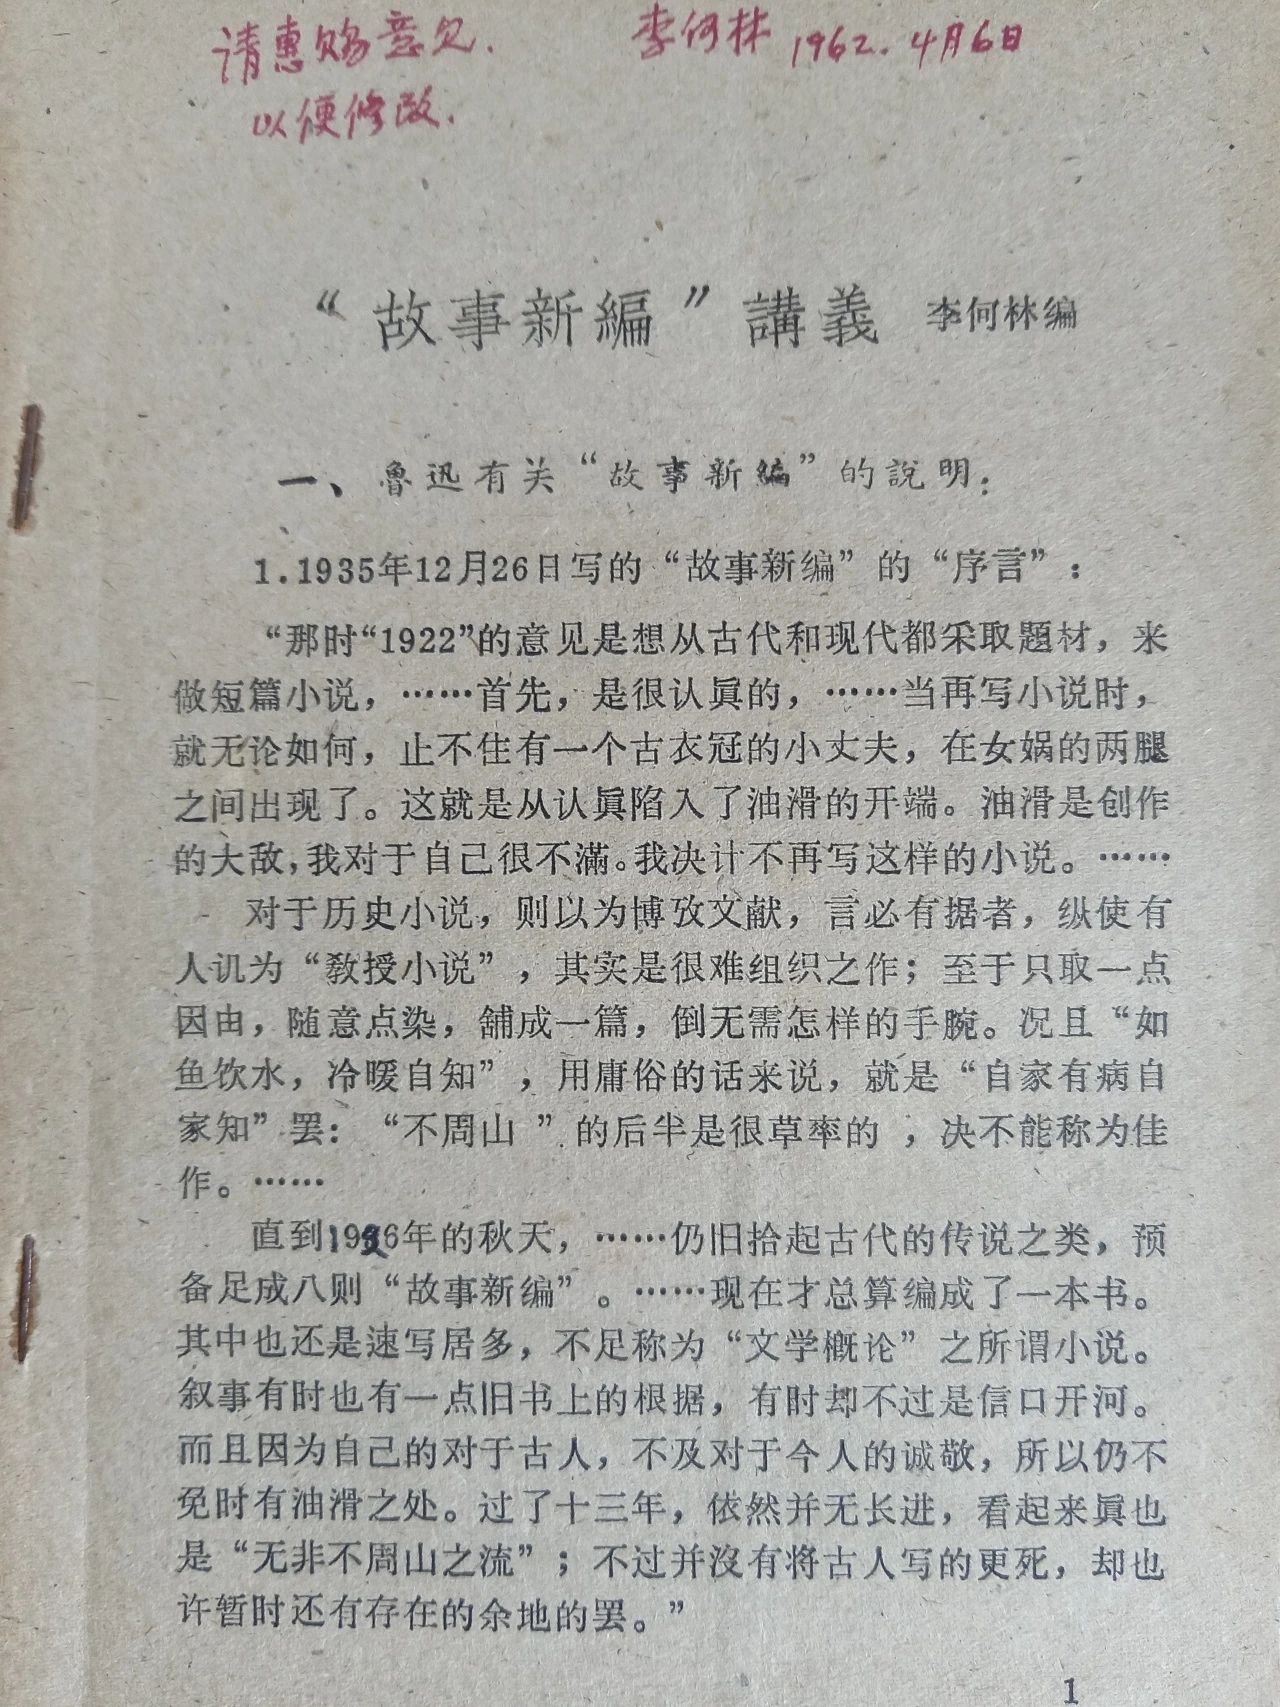 请惠赐意见.
以便修改.
李何林 1962.4月6日
“故事新編”講義 李何林编
一、鲁迅有关“故事新編”的說明：
1.1935年12月26日写的“故事新编”的“序言”：
“那时“1922”的意见是想从古代和现代都采取题材，来
做短篇小说，……首先，是很认眞的，……当再写小说时，
就无论如何，止不住有一个古衣冠的小丈夫，在女娲的两腿
之间出现了。这就是从认眞陷入了油滑的开端。油滑是创作
的大敌，我对于自己很不滿。我决计不再写这样的小说。……
对于历史小说，则以为博攷文献，言必有据者，纵使有
人讥为“敎授小说”，其实是很难组织之作；至于只取一点
因由，随意点染，舖成一篇，倒无需怎样的手腕。况且“如
鱼饮水，冷暖自知”，用庸俗的话来说，就是“自家有病自
家知”罢：“不周山”的后半是很草率的，决不能称为佳
作。……
直到1926年的秋天，……仍旧拾起古代的传说之类，预
备足成八则“故事新编”。……现在才总算编成了一本书。
其中也还是速写居多，不足称为“文学槪论”之所谓小说。
叙事有时也有一点旧书上的根据，有时却不过是信口开河。
而且因为自己的对于古人，不及对于今人的诚敬，所以仍不
免时有油滑之处。过了十三年，依然并无长进，看起来眞也
是“无非不周山之流”；不过并沒有将古人写的更死，却也
许暂时还有存在的余地的罢。”
1